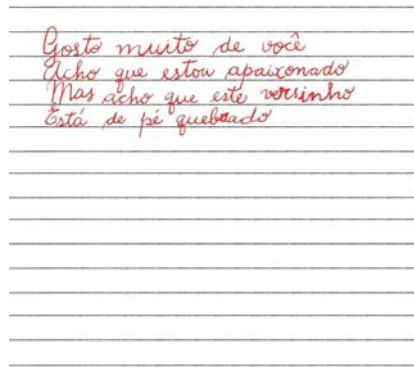 Gosto muito de você
Acho que estou apaixonado
Mas acho que este versinho
Está de pé quebrado